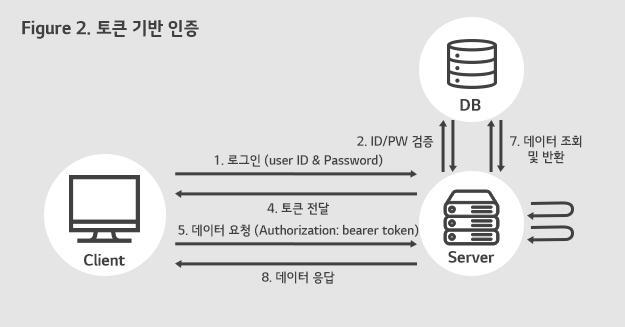 Figure 2. 토큰 기반 인증
DB
2. ID/PW 검증
7. 데이터 조회
및 반환
1. 로그인 (user ID & Password)
4. 토큰 전달
5. 데이터 요청 (Authorization: bearer token)
8. 데이터 응답
Client
Server